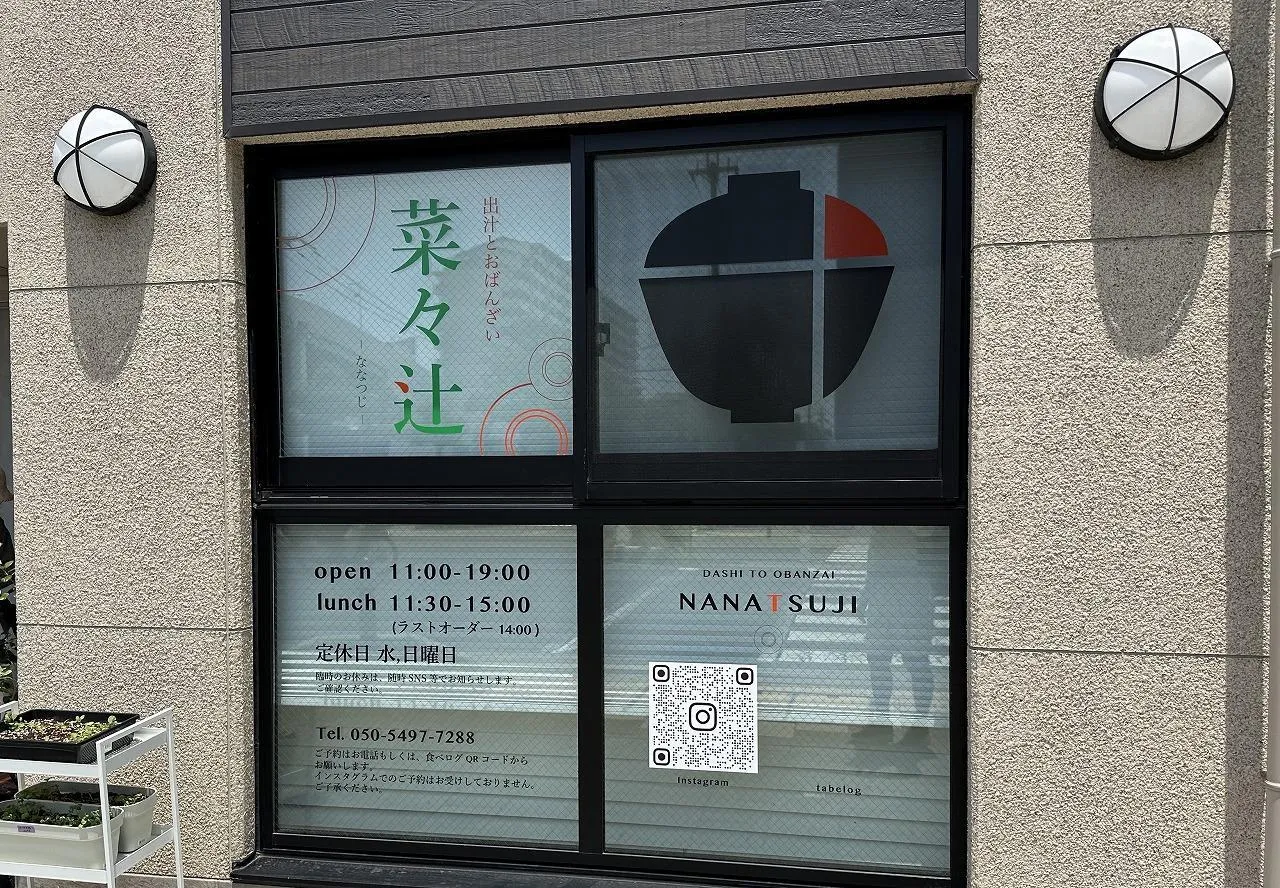 出汁とおばんざい
菜々辻
―ななつじ―
open 11:00-19:00
lunch 11:30-15:00
(ラストオーダー 14:00)
定休日 水,日曜日
臨時のお休みは、随時SNS等でお知らせします。
ご確認ください。
Tel. 050-5497-7288
ご予約はお電話もしくは、食べログQRコードから
お願いします。
インスタグラムでのご予約はお受けしておりません。
ご了承ください。
DASHI TO OBANZAI
NANATSUJI
Instagram
tabelog